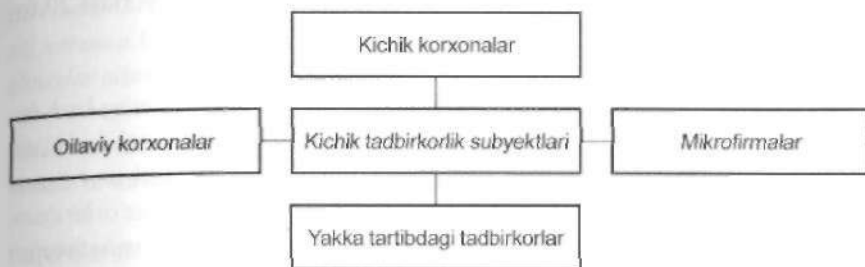 Kichik korxonalar
Oilaviy korxonalar
Kichik tadbirkorlik subyektlari
Mikrofirmalar
Yakka tartibdagi tadbirkorlar